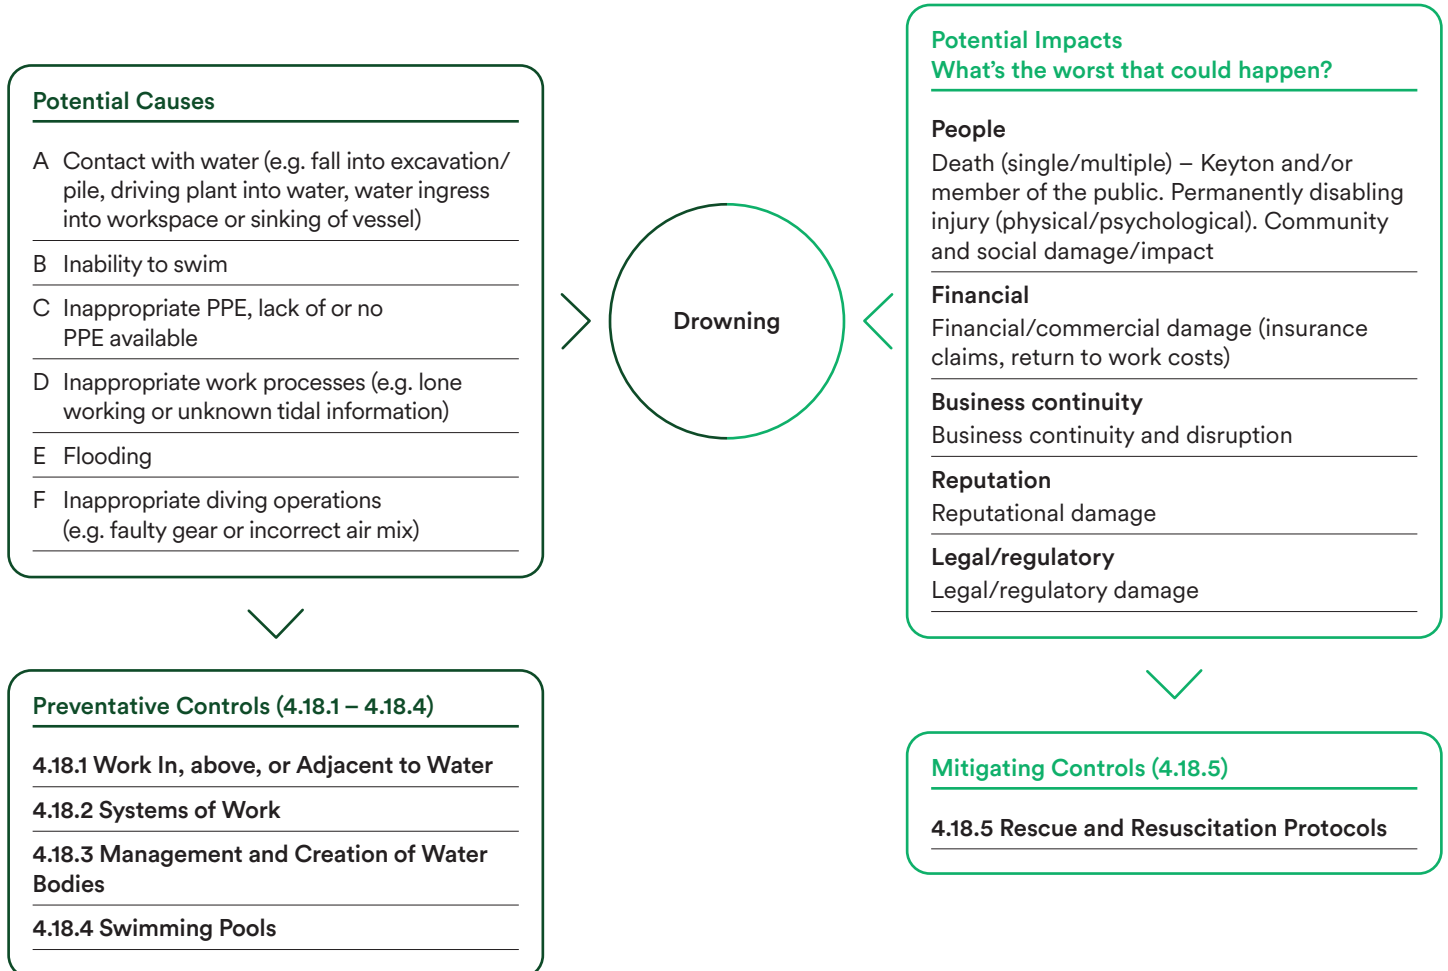 Potential Causes
A Contact with water (e.g. fall into excavation/
pile, driving plant into water, water ingress
into workspace or sinking of vessel)
B Inability to swim
C Inappropriate PPE, lack of or no
PPE available
D Inappropriate work processes (e.g. lone
working or unknown tidal information)
E Flooding
F Inappropriate diving operations
(e.g. faulty gear or incorrect air mix)
Preventative Controls (4.18.1 – 4.18.4)
4.18.1 Work In, above, or Adjacent to Water
4.18.2 Systems of Work
4.18.3 Management and Creation of Water
Bodies
4.18.4 Swimming Pools
Drowning
Potential Impacts
What’s the worst that could happen?
People
Death (single/multiple) – Keyton and/or
member of the public. Permanently disabling
injury (physical/psychological). Community
and social damage/impact
Financial
Financial/commercial damage (insurance
claims, return to work costs)
Business continuity
Business continuity and disruption
Reputation
Reputational damage
Legal/regulatory
Legal/regulatory damage
Mitigating Controls (4.18.5)
4.18.5 Rescue and Resuscitation Protocols